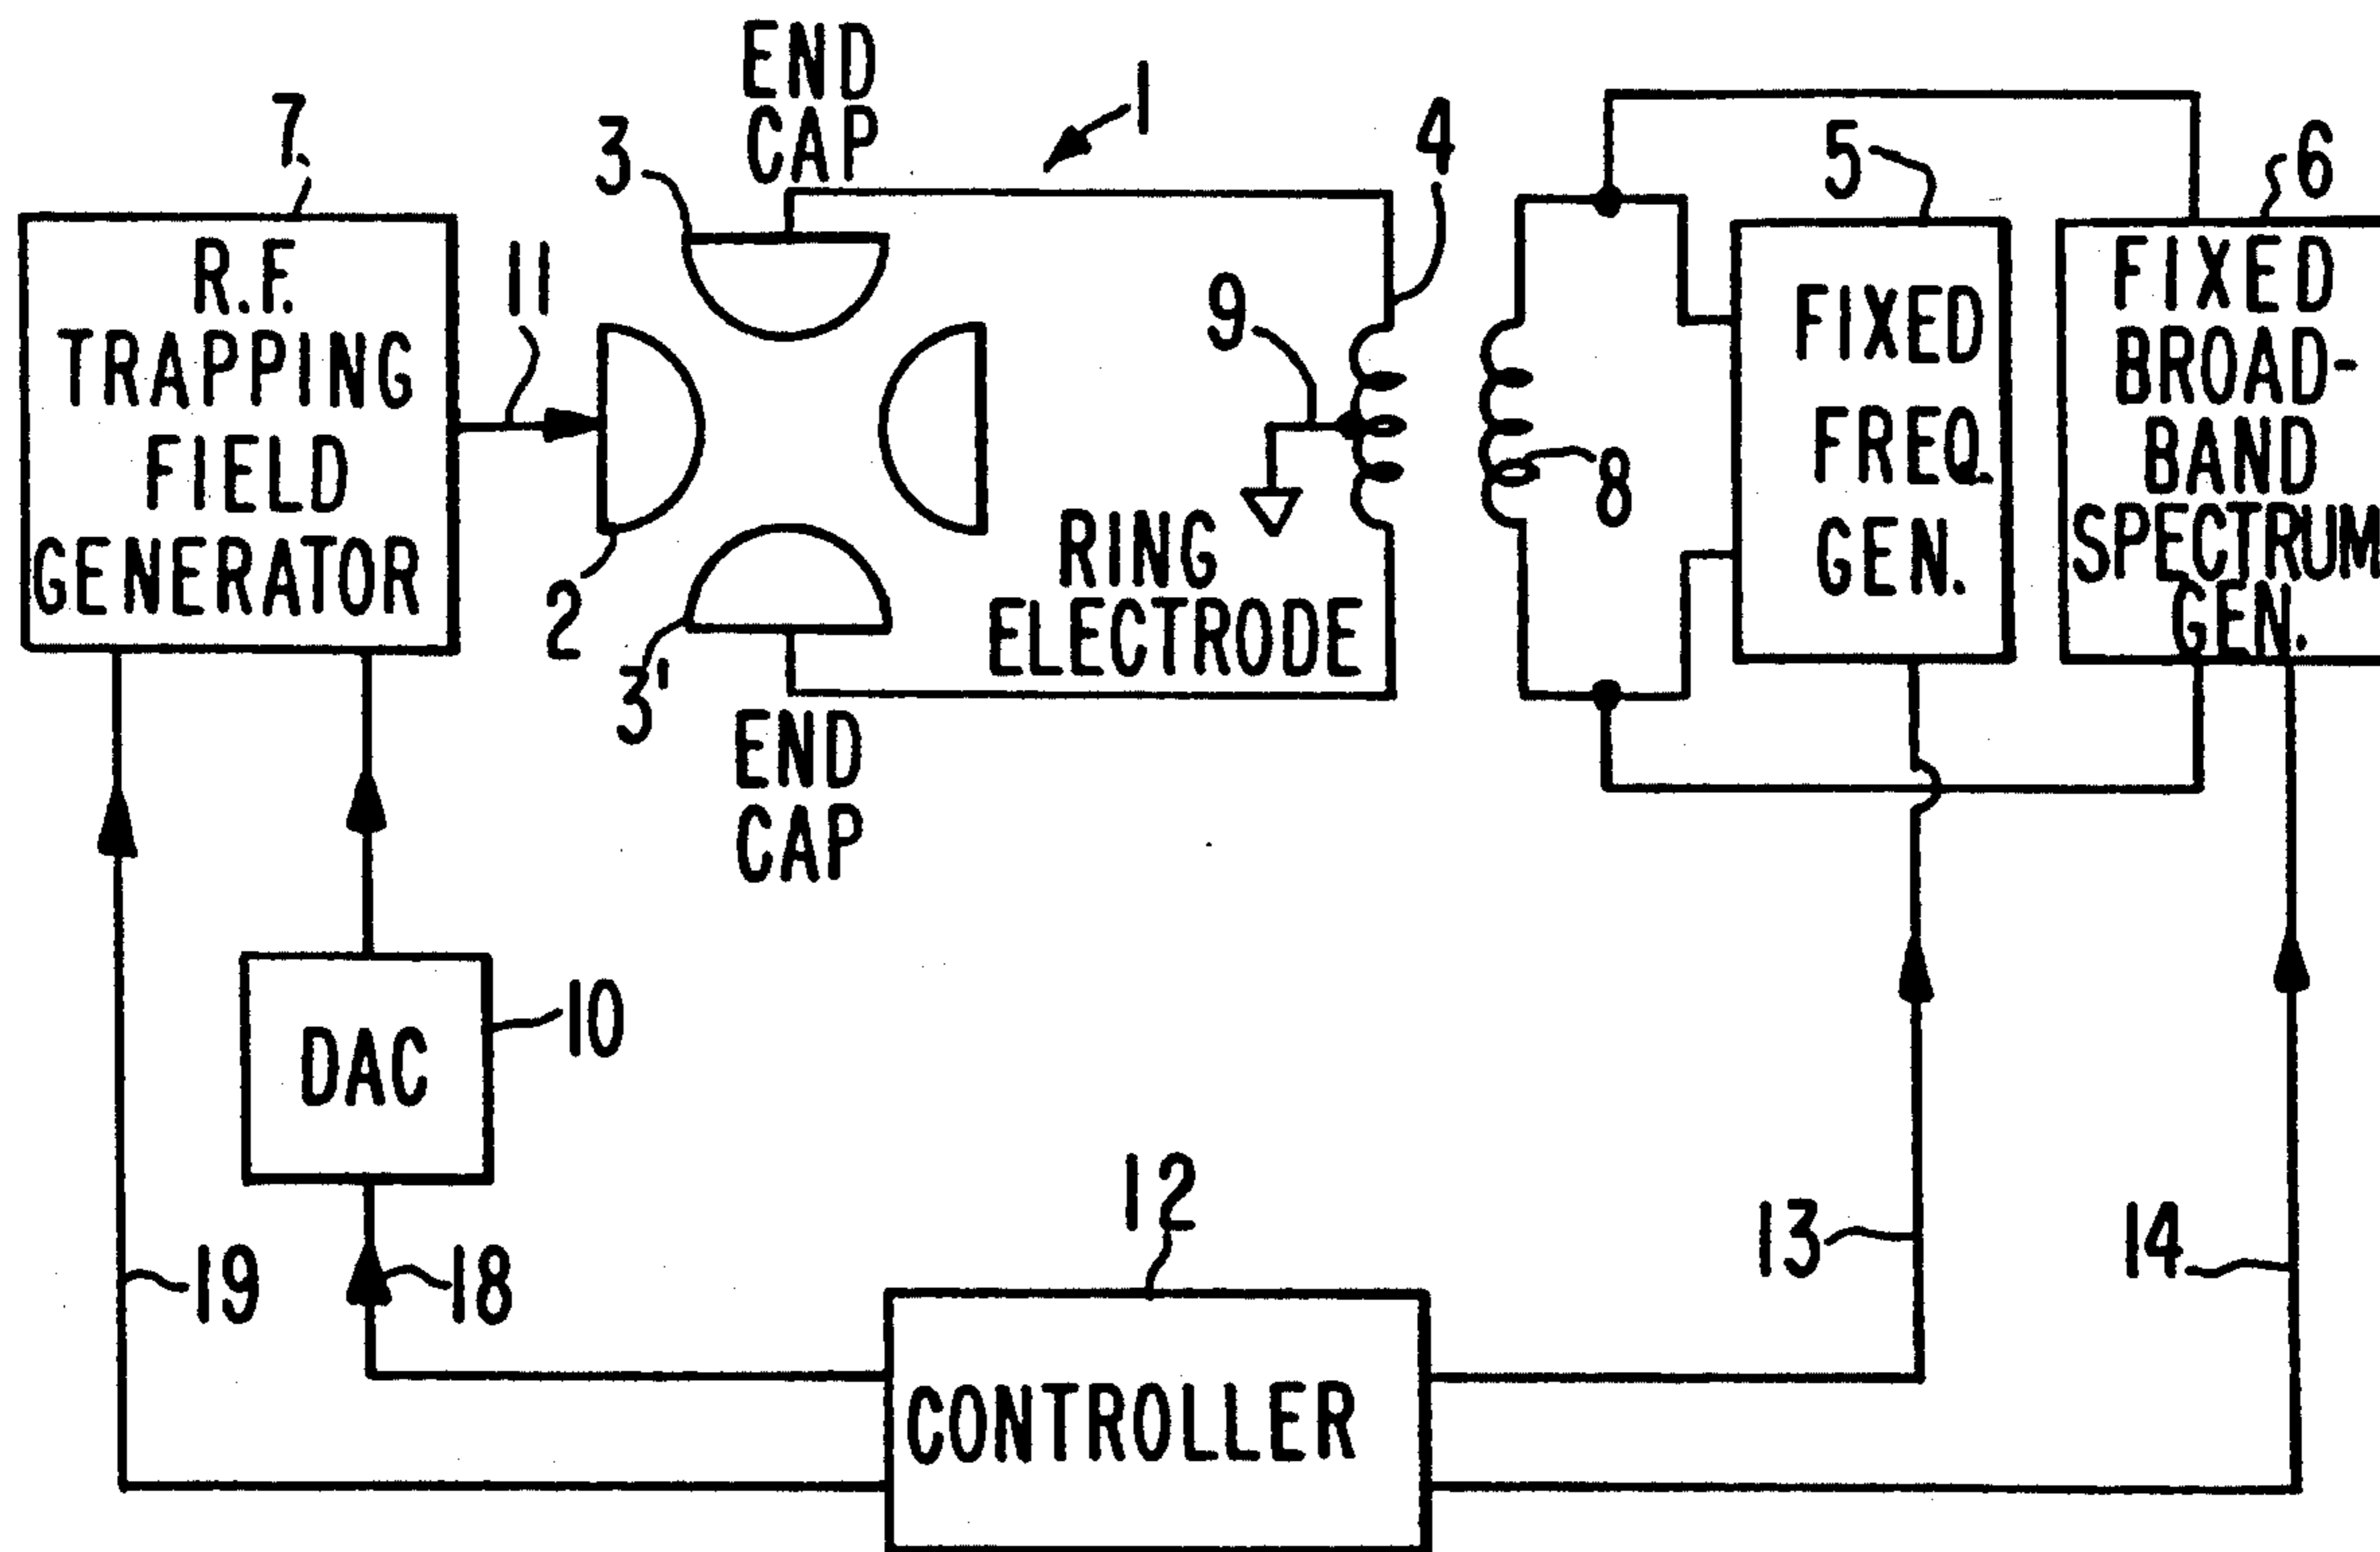 END
CAP
1
7
3
4
5
6
R.F.
TRAPPING
FIELD
GENERATOR
11
9
2
3'
RING
ELECTRODE
8
FIXED
FREQ.
GEN.
FIXED
BROAD-
BAND
SPECTRUM
GEN.
END
CAP
DAC
10
12
13
14
19
18
CONTROLLER